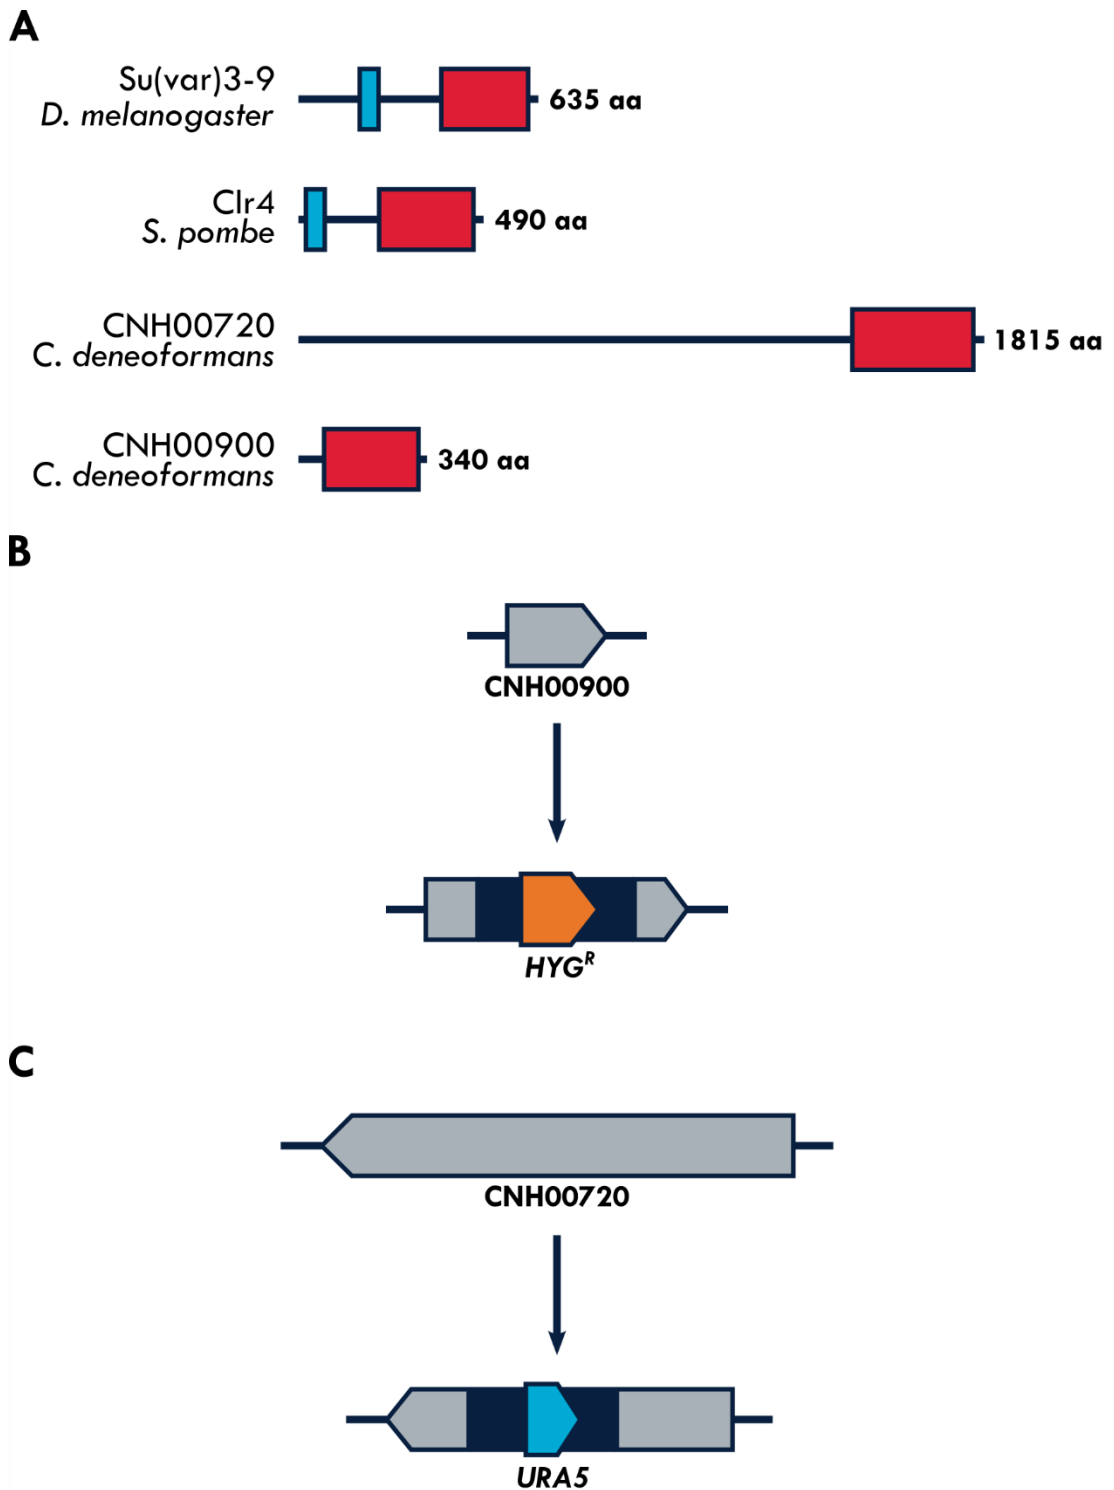 A
Su(var)3-9
D. melanogaster
635 aa
Clr4
S. pombe
490 aa
CNH00720
C. deneoformans
1815 aa
CNH00900
C. deneoformans
340 aa
B
CNH00900
HYG^R
C
CNH00720
URA5